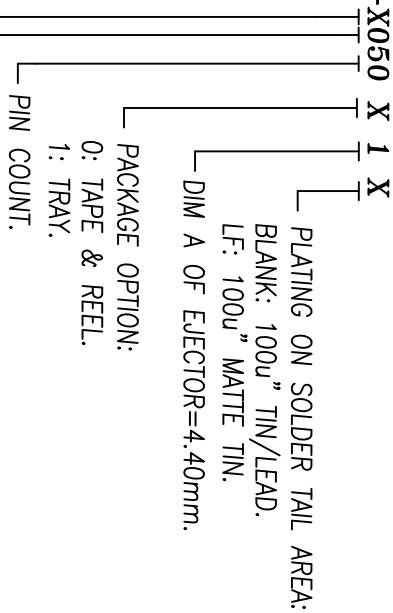 -X050 X 1 X
PLATING ON SOLDER TAIL AREA:
BLANK: 100u" TIN/LEAD.
LF: 100u" MATTE TIN.
DIM A OF EJECTOR=4.40mm.
PACKAGE OPTION:
0: TAPE & REEL.
1: TRAY.
PIN COUNT.